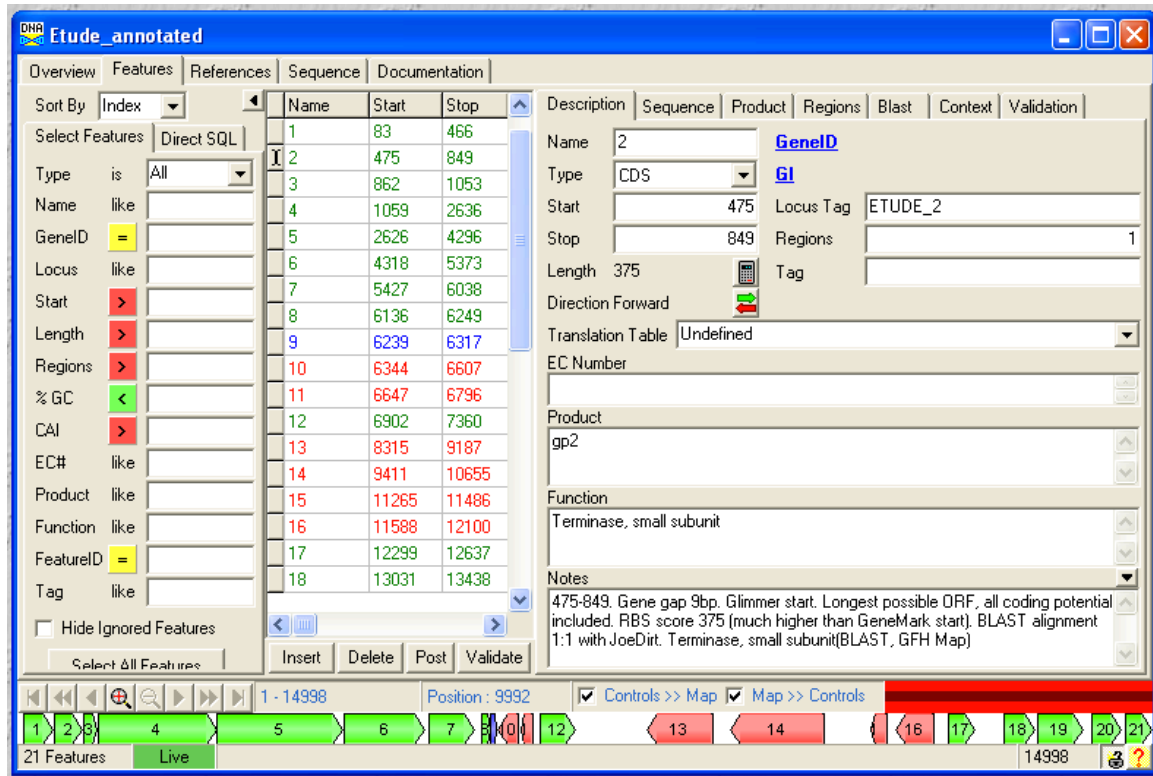 DNA Etude_annotated
Overview Features References Sequence Documentation
Sort By Index
Select Features Direct SQL
Type is All
Name like
GeneID =
Locus like
Start >
Length >
Regions >
% GC <
CAI >
EC# like
Product like
Function like
FeatureID =
Tag like
Hide Ignored Features
Select All Features
Name Start Stop
1 83 466
2 475 849
3 862 1053
4 1059 2636
5 2626 4296
6 4318 5373
7 5427 6038
8 6136 6249
9 6239 6317
10 6344 6607
11 6647 6796
12 6902 7360
13 8315 9187
14 9411 10655
15 11265 11486
16 11588 12100
17 12299 12637
18 13031 13438
Insert Delete Post Validate
Description Sequence Product Regions Blast Context Validation
Name 2 GeneID
Type CDS GI
Start 475 Locus Tag ETUDE_2
Stop 849 Regions 1
Length 375 Tag
Direction Forward
Translation Table Undefined
EC Number
Product
gp2
Function
Terminase, small subunit
Notes
475-849. Gene gap 9bp. Glimmer start. Longest possible ORF, all coding potential
included. RBS score 375 (much higher than GeneMark start). BLAST alignment
1:1 with JoeDirt. Terminase, small subunit(BLAST, GFH Map)
1 - 14998 Position : 9992 Controls >> Map Map >> Controls
1 2 3 4 5 6 7 12 13 14 16 17 18 19 20 21
21 Features Live 14998 ?